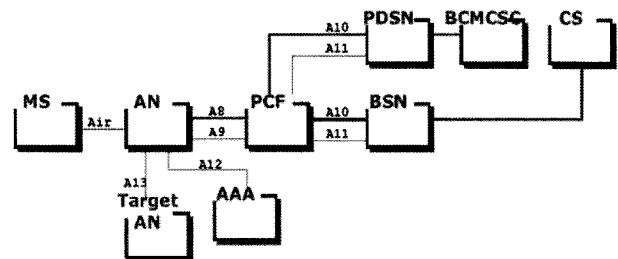 PDSN BCMCSC CS
A10
A11
MS AN PCF BSN
Air A8 A10
A9 A11
A12
A13
Target
AN
AAA